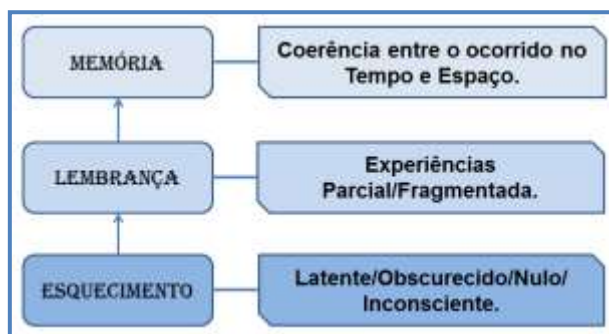 MEMÓRIA
Coerência entre o ocorrido no
Tempo e Espaço.
LEMBRANÇA
Experiências
Parcial/Fragmentada.
ESQUECIMENTO
Latente/Obscurecido/Nulo/
Inconsciente.